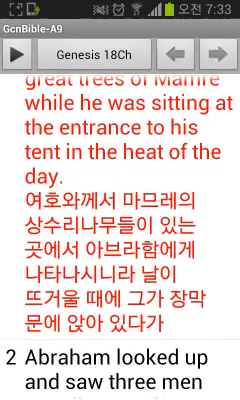 오전 7:33
GcnBible-A9
Genesis 18Ch
great trees of Mamre
while he was sitting at
the entrance to his
tent in the heat of the
day.
여호와께서 마므레의
상수리나무들이 있는
곳에서 아브라함에게
나타나시니라 날이
뜨거울 때에 그가 장막
문에 앉아 있다가
2 Abraham looked up
and saw three men